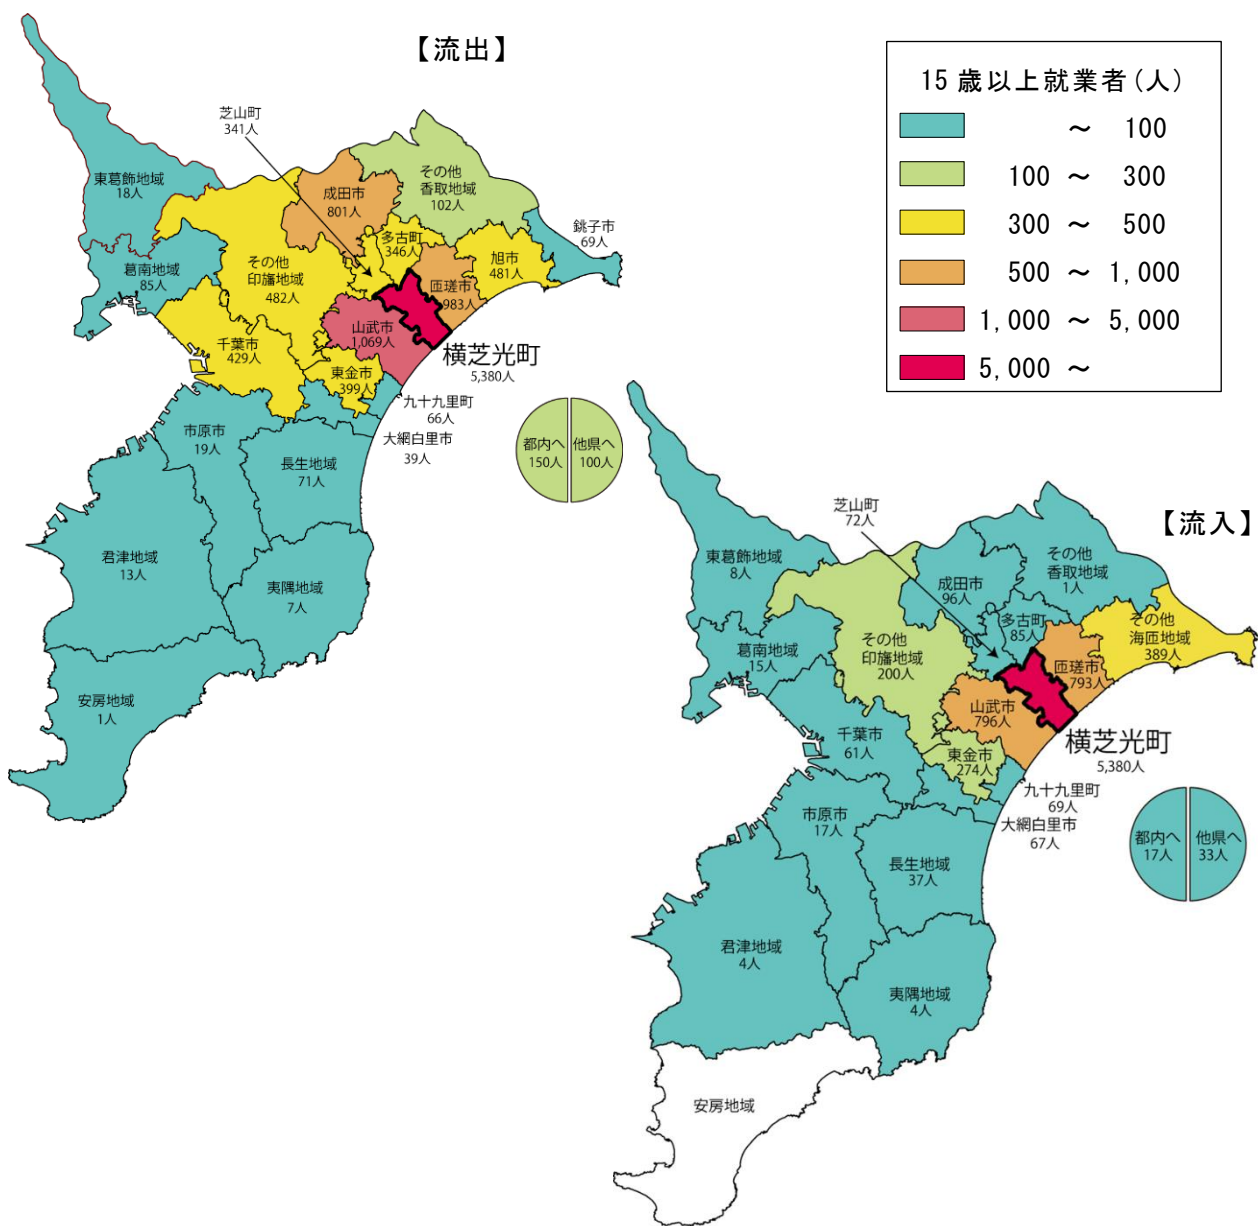 【流出】
芝山町
341人
東葛飾地域
18人
成田市
801人
その他
香取地域
102人
銚子市
69人
葛南地域
85人
その他
印旛地域
482人
多古町
346人
旭市
481人
匝瑳市
983人
山武市
1,069人
千葉市
429人
東金市
399人
横芝光町
5,380人
九十九里町
66人
大網白里市
39人
市原市
19人
長生地域
71人
君津地域
13人
夷隅地域
7人
安房地域
1人
都内へ
150人
他県へ
100人
15歳以上就業者(人)
～ 100
100 ～ 300
300 ～ 500
500 ～ 1,000
1,000 ～ 5,000
5,000 ～
【流入】
芝山町
72人
東葛飾地域
8人
成田市
96人
その他
香取地域
1人
葛南地域
15人
その他
印旛地域
200人
多古町
85人
その他
海匝地域
389人
匝瑳市
793人
山武市
796人
千葉市
61人
東金市
274人
横芝光町
5,380人
九十九里町
69人
大網白里市
67人
市原市
17人
長生地域
37人
君津地域
4人
夷隅地域
4人
安房地域
都内へ
17人
他県へ
33人